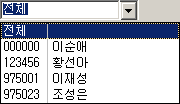 전체
전체
000000 이순애
123456 황선아
975001 이재성
975023 조성은